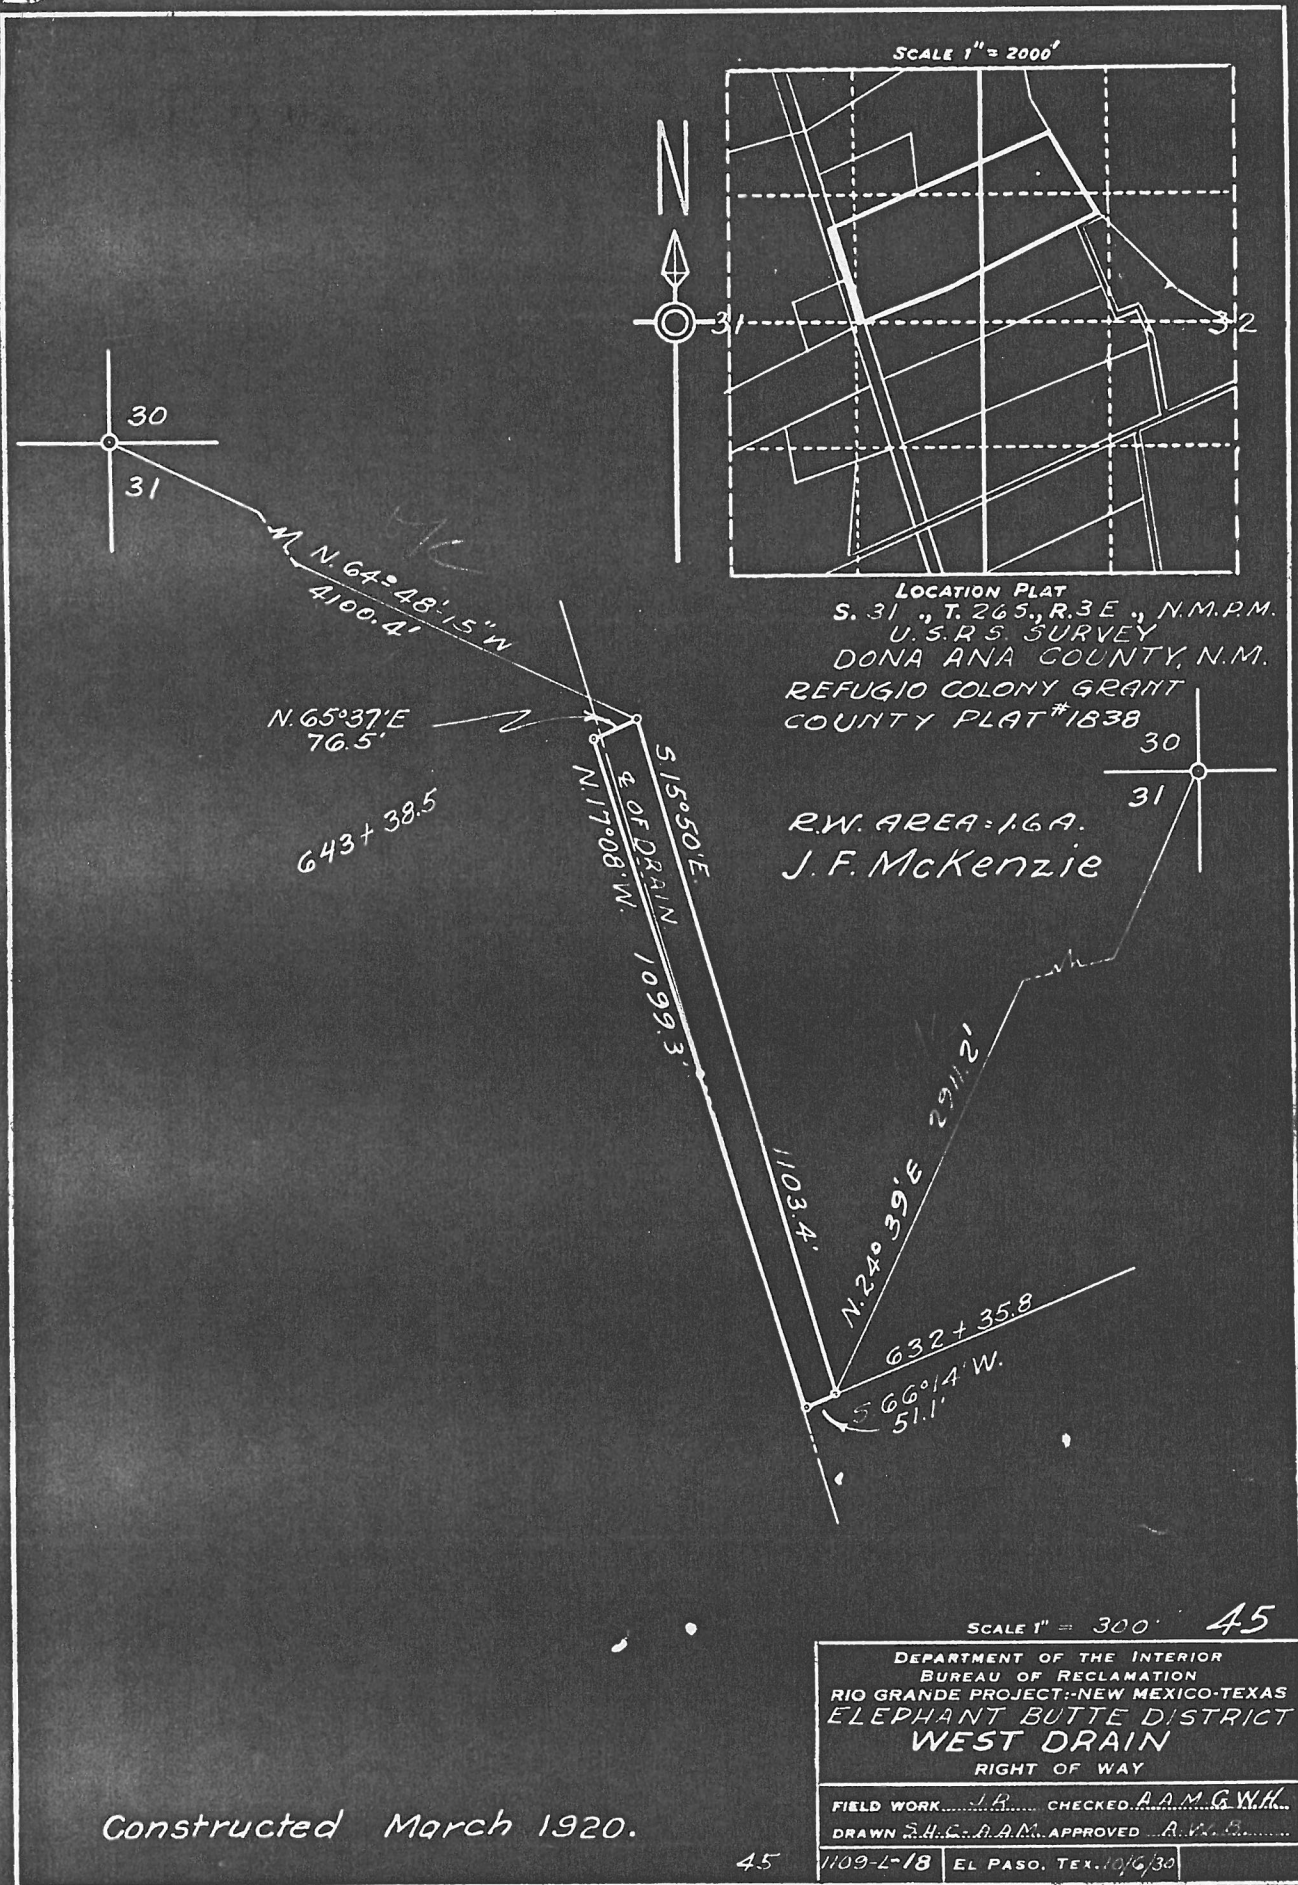 SCALE 1" = 2000'
N
31
32
30
31
N. 64° 48' 15" W
4100.4'
LOCATION PLAT
S. 31 ., T. 26 S., R. 3 E ., N.M.P.M.
U.S.R.S. SURVEY
DONA ANA COUNTY, N.M.
REFUGIO COLONY GRANT
COUNTY PLAT #1838
30
31
N. 65°37'E
76.5'
643 + 38.5
S. 15°50'E.
1103.4'
℄ OF DRAIN
N. 17°08' W. 1099.3'
R.W. AREA = 1.6 A.
J. F. McKenzie
N. 24° 39' E 2911.2'
632 + 35.8
S 66°14' W.
51.1'
SCALE 1" = 300' 45
DEPARTMENT OF THE INTERIOR
BUREAU OF RECLAMATION
RIO GRANDE PROJECT:-NEW MEXICO-TEXAS
ELEPHANT BUTTE DISTRICT
WEST DRAIN
RIGHT OF WAY
FIELD WORK J.R. CHECKED A.A.M. G.W.H.
DRAWN S.H.C.-A.A.M. APPROVED
1109-L-18 EL PASO, TEX. 10/6/30
Constructed March 1920.
45